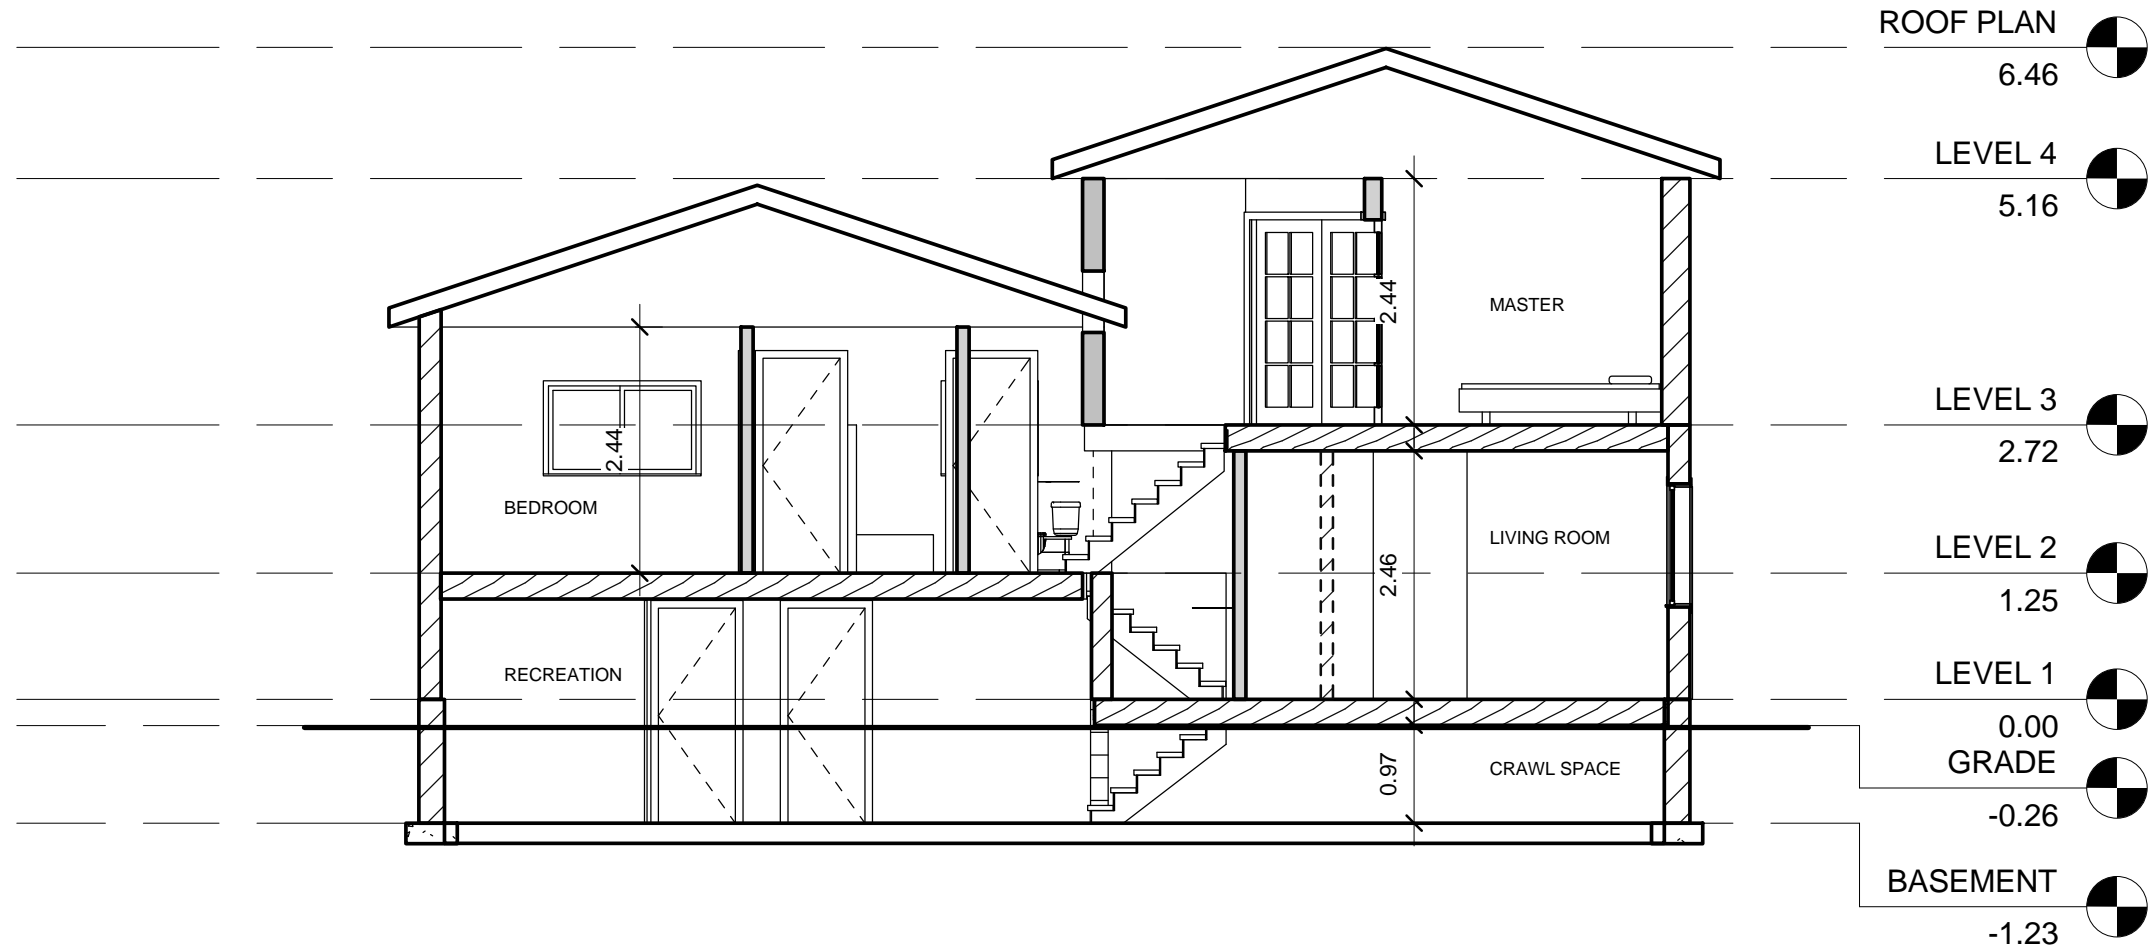 ROOF PLAN
6.46
LEVEL 4
5.16
2.44
MASTER
LEVEL 3
2.72
2.44
BEDROOM
LIVING ROOM
LEVEL 2
1.25
2.46
RECREATION
LEVEL 1
0.00
GRADE
-0.26
0.97
CRAWL SPACE
BASEMENT
-1.23